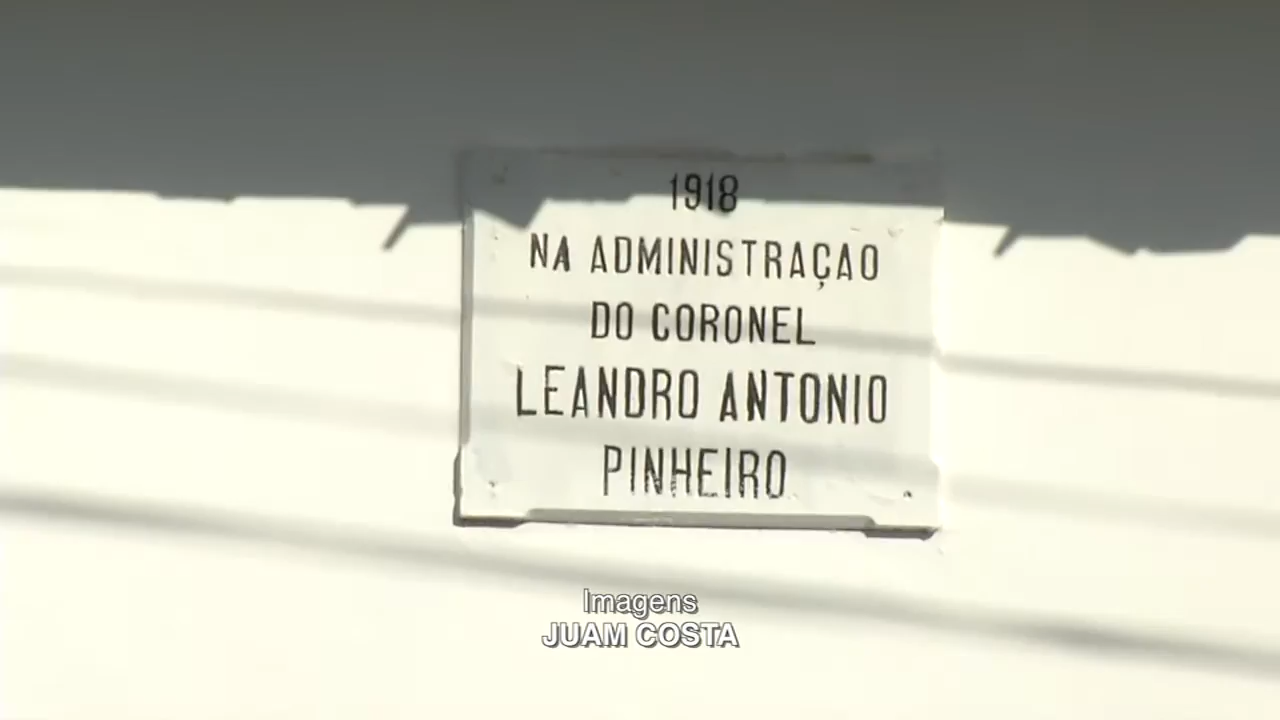 1918
NA ADMINISTRAÇAO
DO CORONEL
LEANDRO ANTONIO
PINHEIRO
Imagens
JUAM COSTA